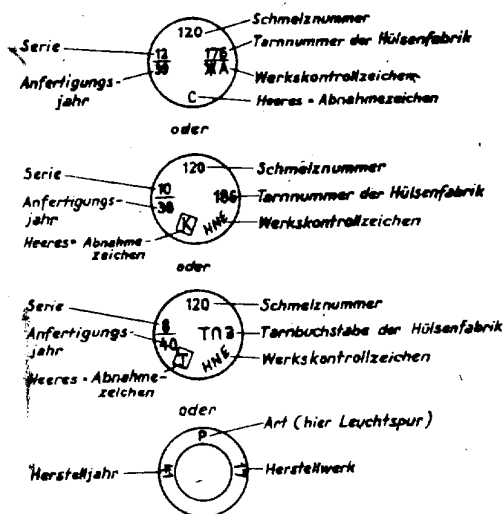 120 Schmelznummer
Serie 12 176 Tarnnummer der Hülsenfabrik
Anfertigungs- 38 A Werkskontrollzeichen
jahr
C Heeres=Abnahmezeichen
oder
120 Schmelznummer
Serie 10
Anfertigungs- 36 186 Tarnnummer der Hülsenfabrik
jahr HNE Werkskontrollzeichen
Heeres=Abnahme
zeichen
oder
120 Schmelznummer
Serie 8
Anfertigungs- 40 Tarnbuchstabe der Hülsenfabrik
jahr T HNE Werkskontrollzeichen
Heeres=Abnahme-
zeichen
oder
P Art (hier Leuchtspur)
Herstelljahr Herstellwerk